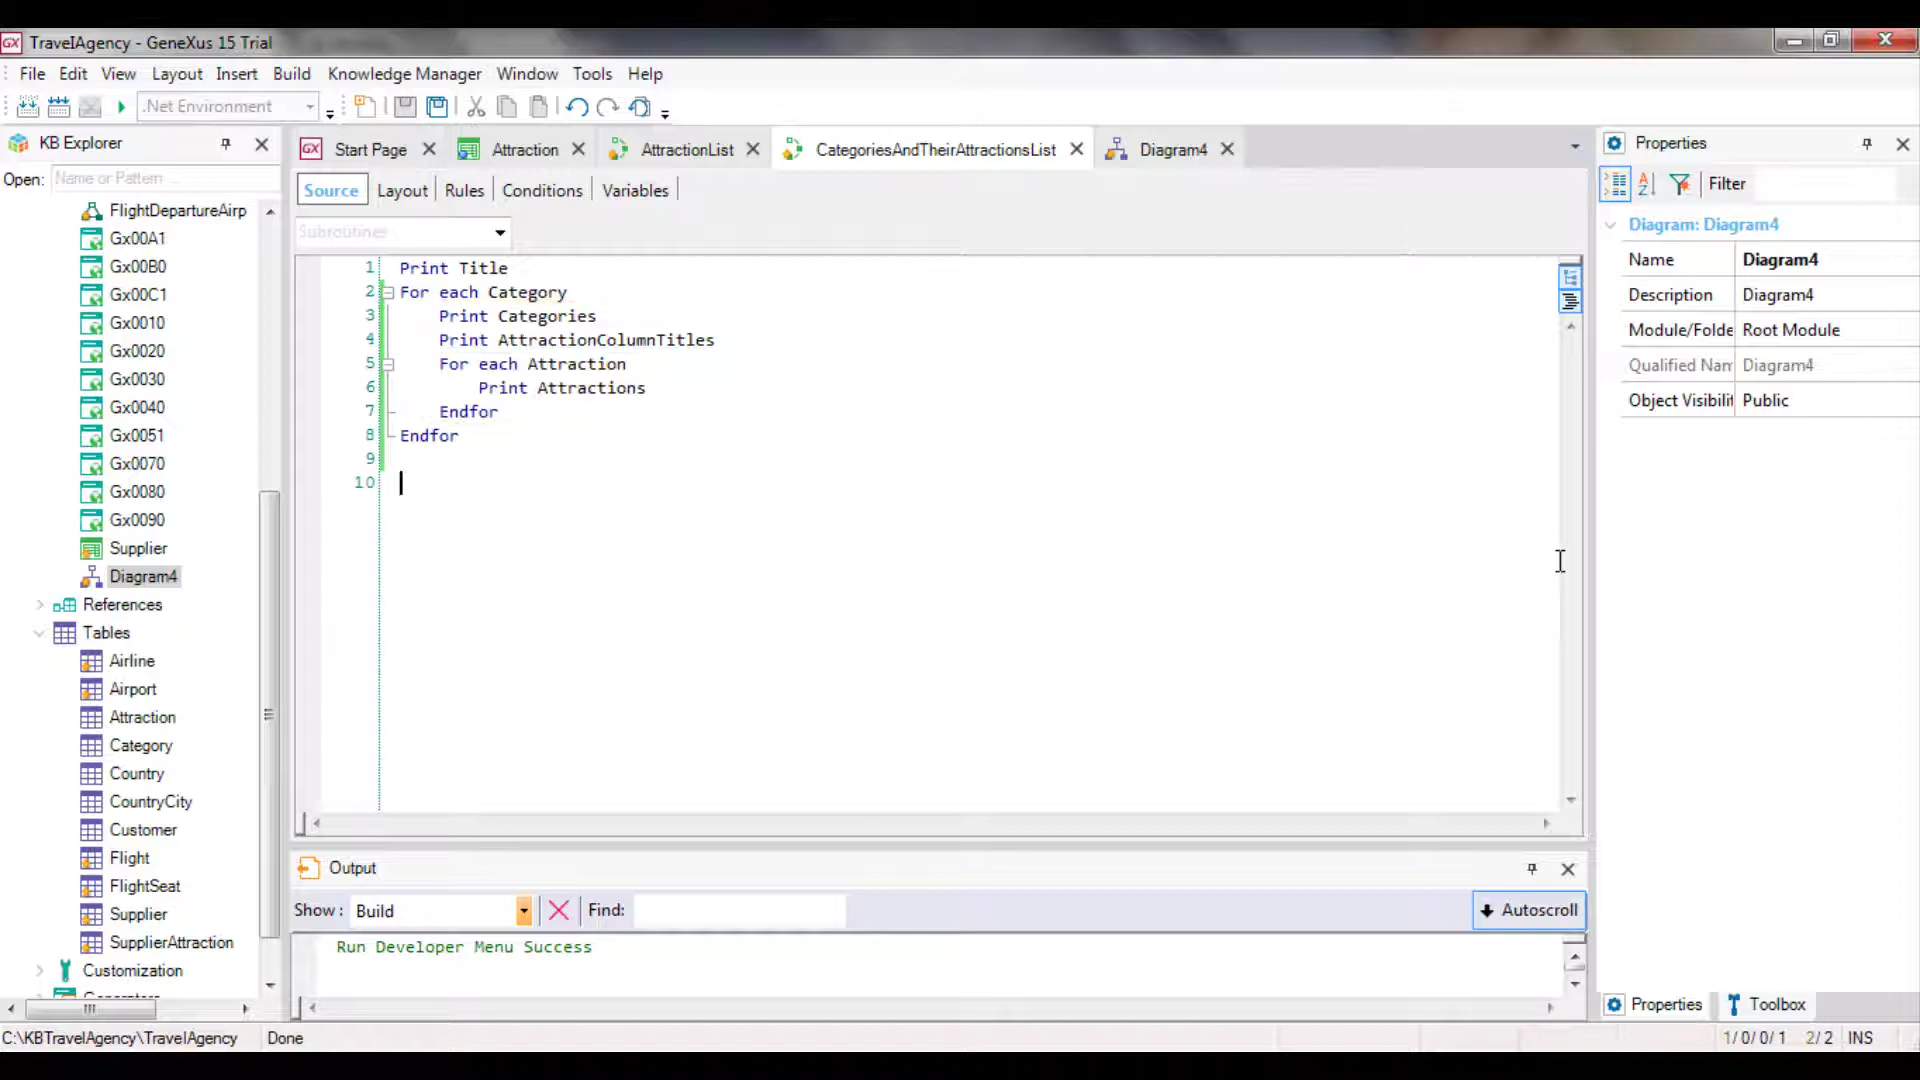 TravelAgency - GeneXus 15 Trial
File Edit View Layout Insert Build Knowledge Manager Window Tools Help
.Net Environment
KB Explorer
Open: Name or Pattern ...
FlightDepartureAirp
Gx00A1
Gx00B0
Gx00C1
Gx0010
Gx0020
Gx0030
Gx0040
Gx0051
Gx0070
Gx0080
Gx0090
Supplier
Diagram4
References
Tables
Airline
Airport
Attraction
Category
Country
CountryCity
Customer
Flight
FlightSeat
Supplier
SupplierAttraction
Customization
Start Page Attraction AttractionList CategoriesAndTheirAttractionsList Diagram4
Source Layout Rules Conditions Variables
Subroutines
1 Print Title
2 For each Category
3 Print Categories
4 Print AttractionColumnTitles
5 For each Attraction
6 Print Attractions
7 Endfor
8 Endfor
9
10
Output
Show : Build Find: Autoscroll
Run Developer Menu Success
Properties
Filter
Diagram: Diagram4
Name Diagram4
Description Diagram4
Module/Folde Root Module
Qualified Nam Diagram4
Object Visibilit Public
Properties Toolbox
C:\KBTravelAgency\TravelAgency Done 1/0/0/1 2/2 INS